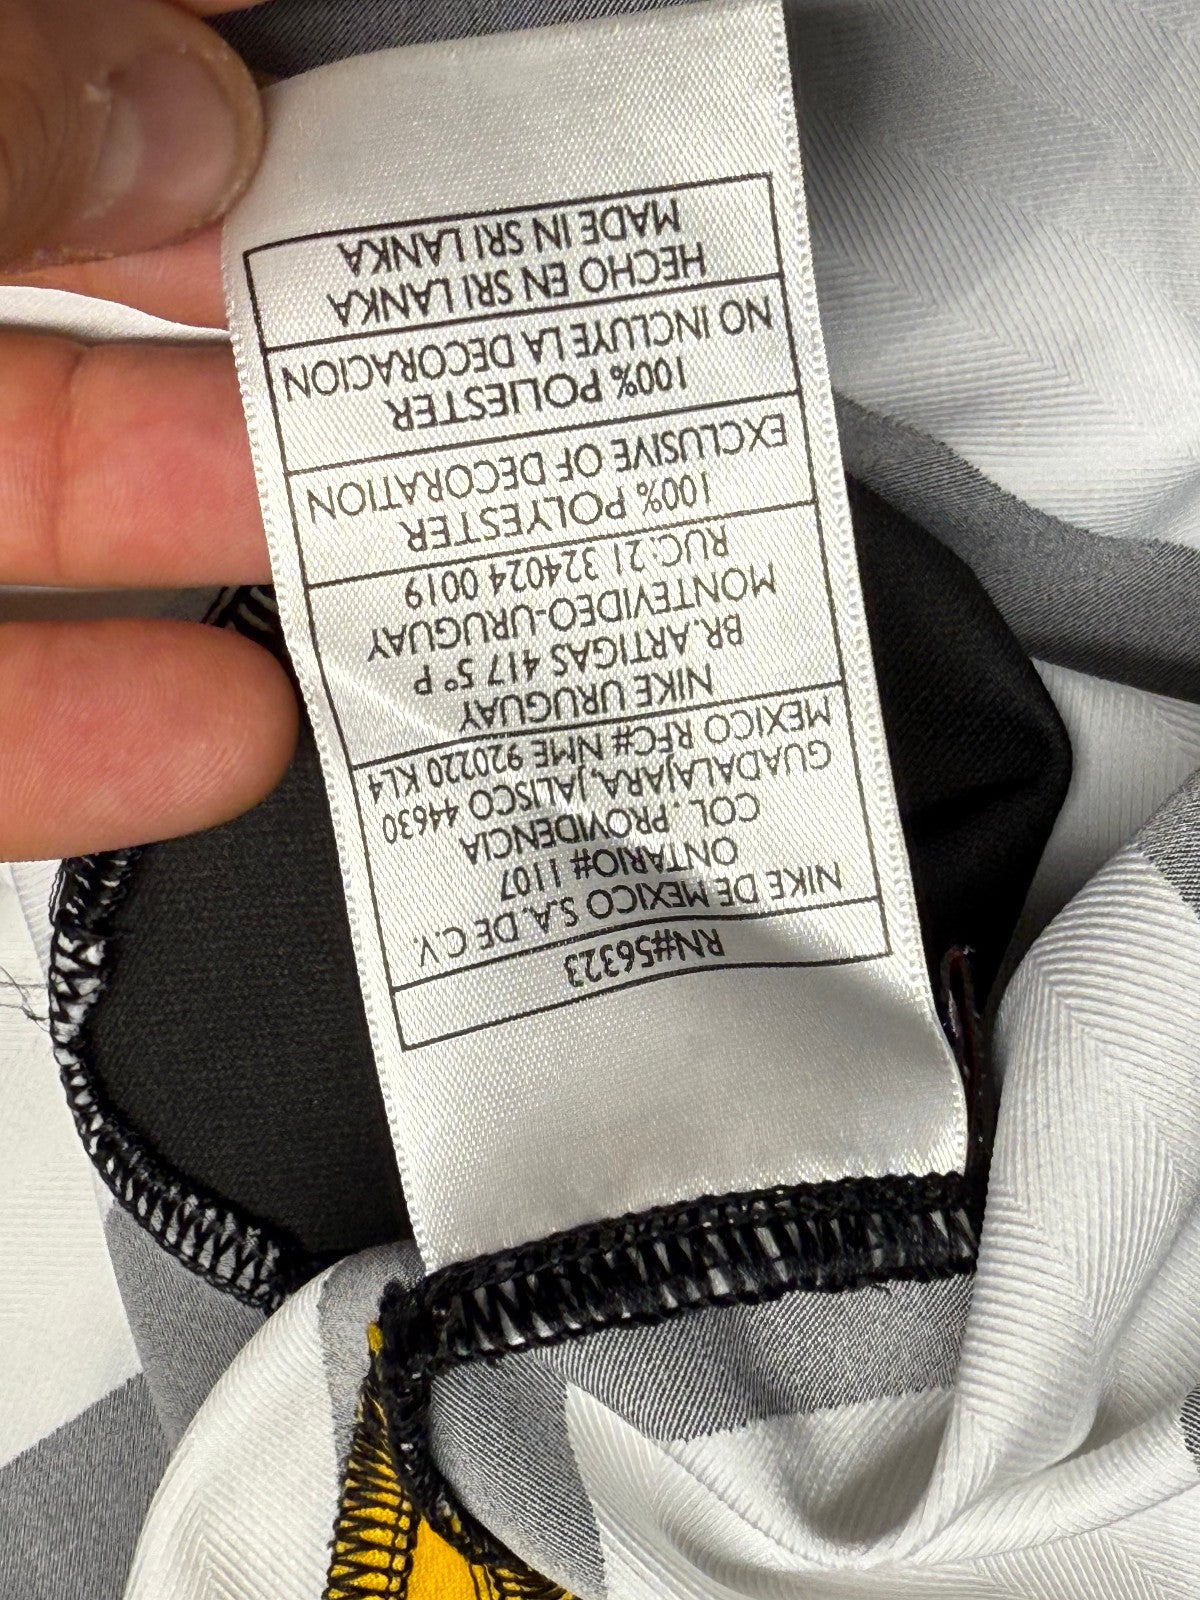 RN#56323
NIKE DE MEXICO S.A. DE C.V.
ONTARIO# 1107
COL. PROVIDENCIA
GUADALAJARA, JALISCO 44630
MEXICO RFC# NME 920220 KL4
NIKE URUGUAY
BR.ARTIGAS 417 5º P
MONTEVIDEO-URUGUAY
RUC:21 324024 0019
100% POLYESTER
EXCLUSIVE OF DECORATION
100% POLIESTER
NO INCLUYE LA DECORACION
HECHO EN SRI LANKA
MADE IN SRI LANKA